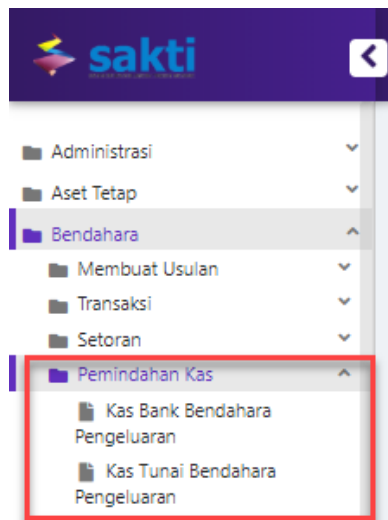 sakti
Administrasi
Aset Tetap
Bendahara
Membuat Usulan
Transaksi
Setoran
Pemindahan Kas
Kas Bank Bendahara
Pengeluaran
Kas Tunai Bendahara
Pengeluaran